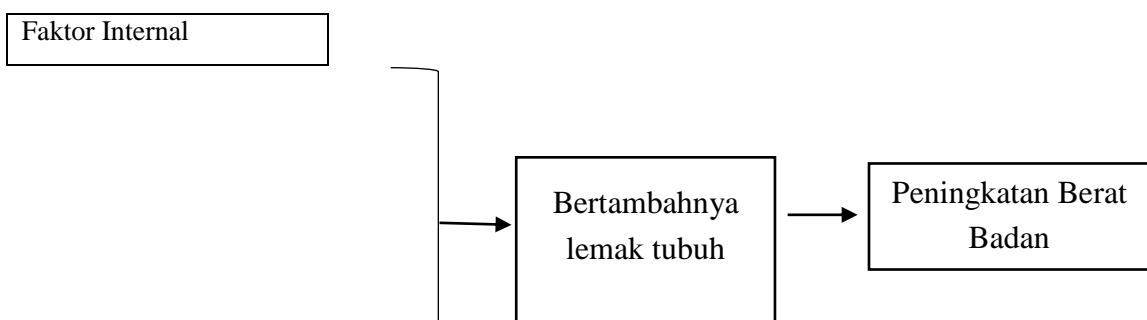 Faktor Internal
Bertambahnya
lemak tubuh
Peningkatan Berat
Badan